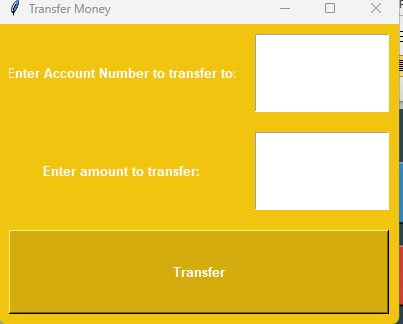 Transfer Money
Enter Account Number to transfer to:
Enter amount to transfer:
Transfer